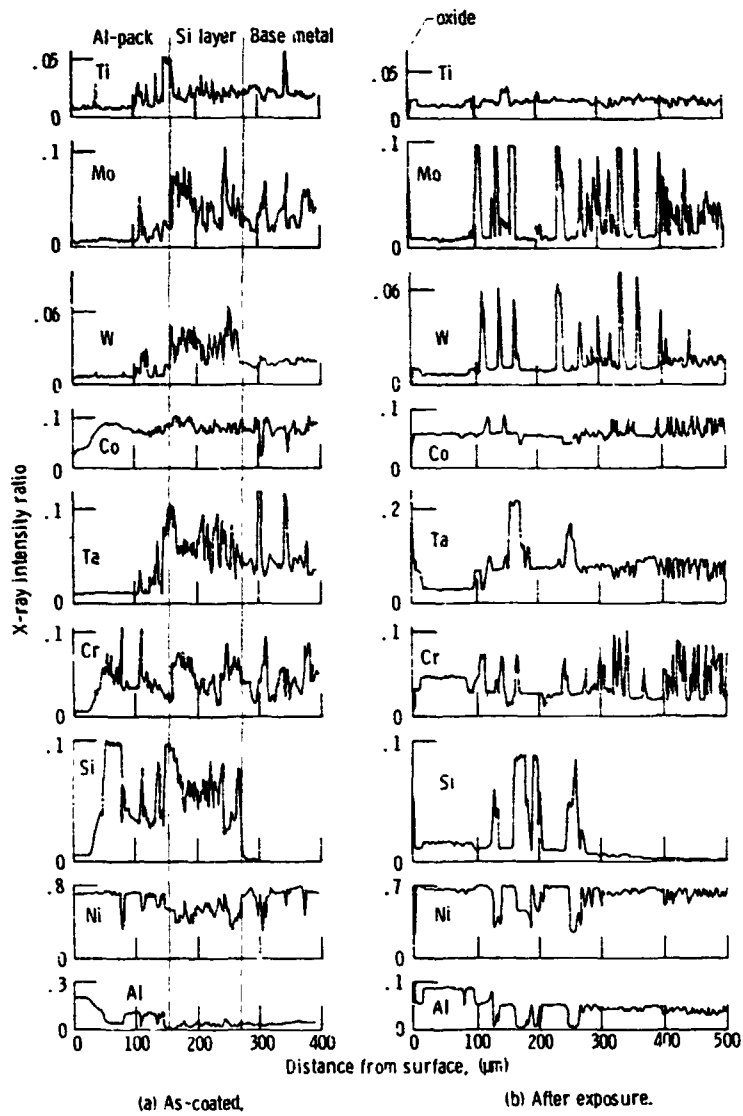 oxide
Al-pack Si layer Base metal
.05 Ti 0
.05 Ti 0
.1 Mo 0
.1 Mo 0
.06 W 0
.06 W 0
.1 Co 0
.1 Co 0
.1 Ta 0
.2 Ta 0
.1 Cr 0
.1 Cr 0
.1 Si 0
.1 Si 0
.8 Ni 0
.7 Ni 0
.3 Al 0
.1 Al 0
X-ray intensity ratio
0 100 200 300 400
0 100 200 300 400 500
Distance from surface, (μm)
(a) As-coated.
(b) After exposure.